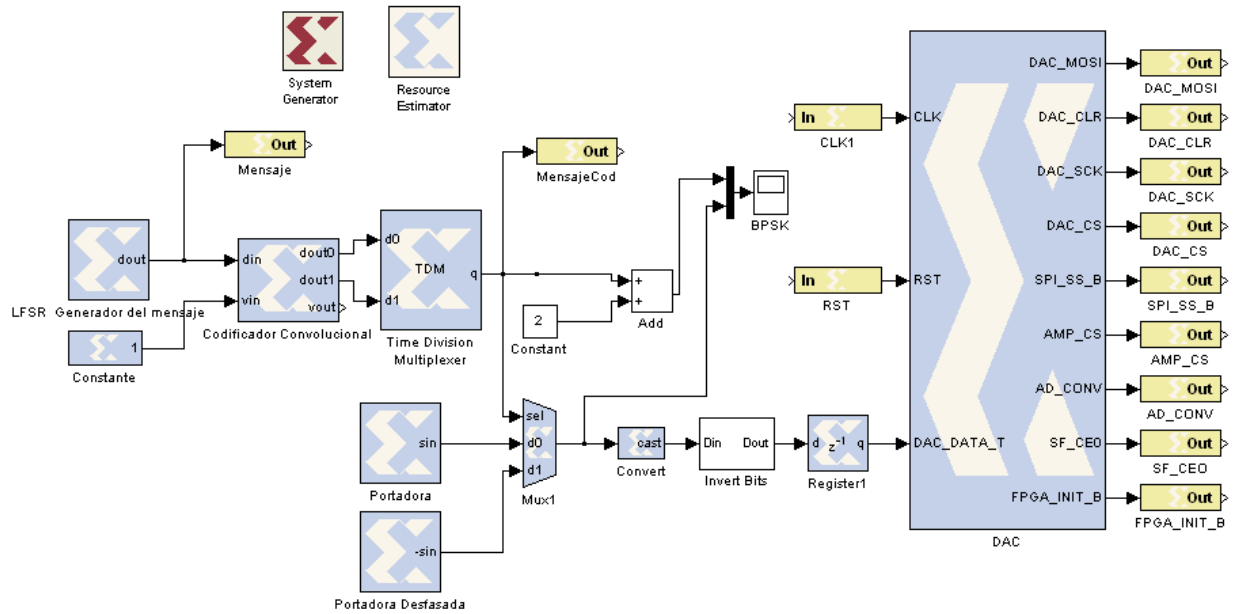 System
Generator
Resource
Estimator
Out
Mensaje
Out
MensajeCod
BPSK
dout
LFSR Generador del mensaje
din
vin
dout0
dout1
vout
Codificador Convolucional
1
Constante
d0
d1
TDM
q
Time Division
Multiplexer
2
Constant
+
+
Add
sin
Portadora
-sin
Portadora Desfasada
sel
d0
d1
Mux1
cast
Convert
Din
Dout
Invert Bits
d
z-1
q
Register1
In
CLK1
In
RST
CLK
RST
DAC_DATA_T
DAC_MOSI
DAC_CLR
DAC_SCK
DAC_CS
SPI_SS_B
AMP_CS
AD_CONV
SF_CE0
FPGA_INIT_B
DAC
Out
DAC_MOSI
Out
DAC_CLR
Out
DAC_SCK
Out
DAC_CS
Out
SPI_SS_B
Out
AMP_CS
Out
AD_CONV
Out
SF_CEO
Out
FPGA_INIT_B